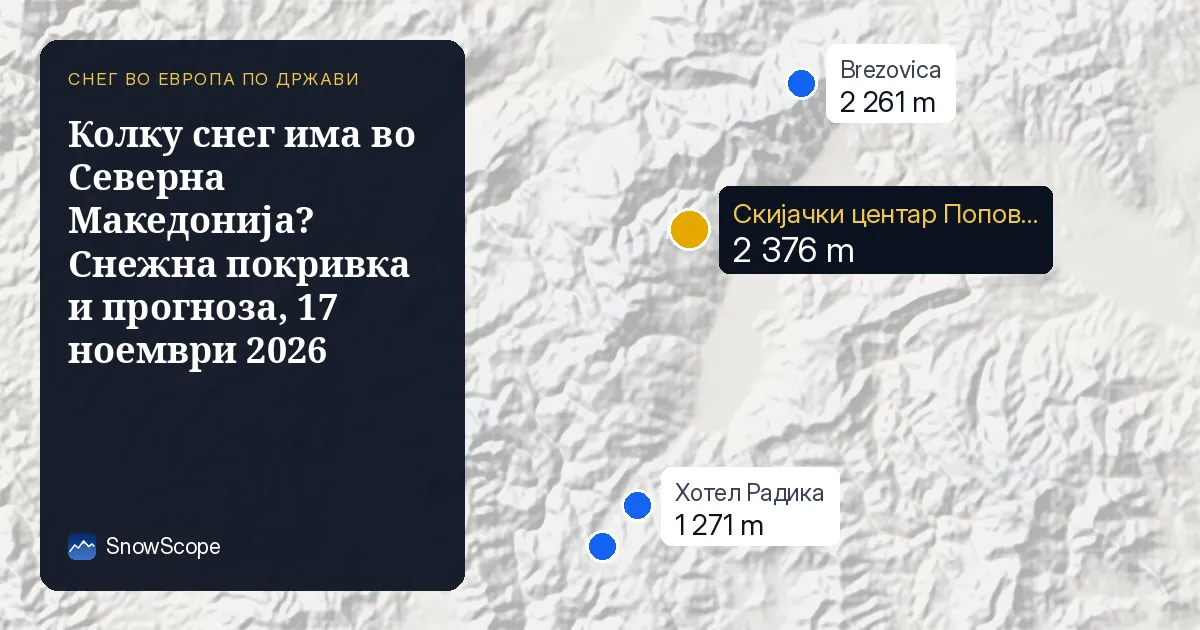 СНЕГ ВО ЕВРОПА ПО ДРЖАВИ
Колку снег има во
Северна
Македонија?
Снежна покривка
и прогноза, 17
ноември 2026
SnowScope
Brezovica
2 261 m
Скијачки центар Попов...
2 376 m
Хотел Радика
1 271 m